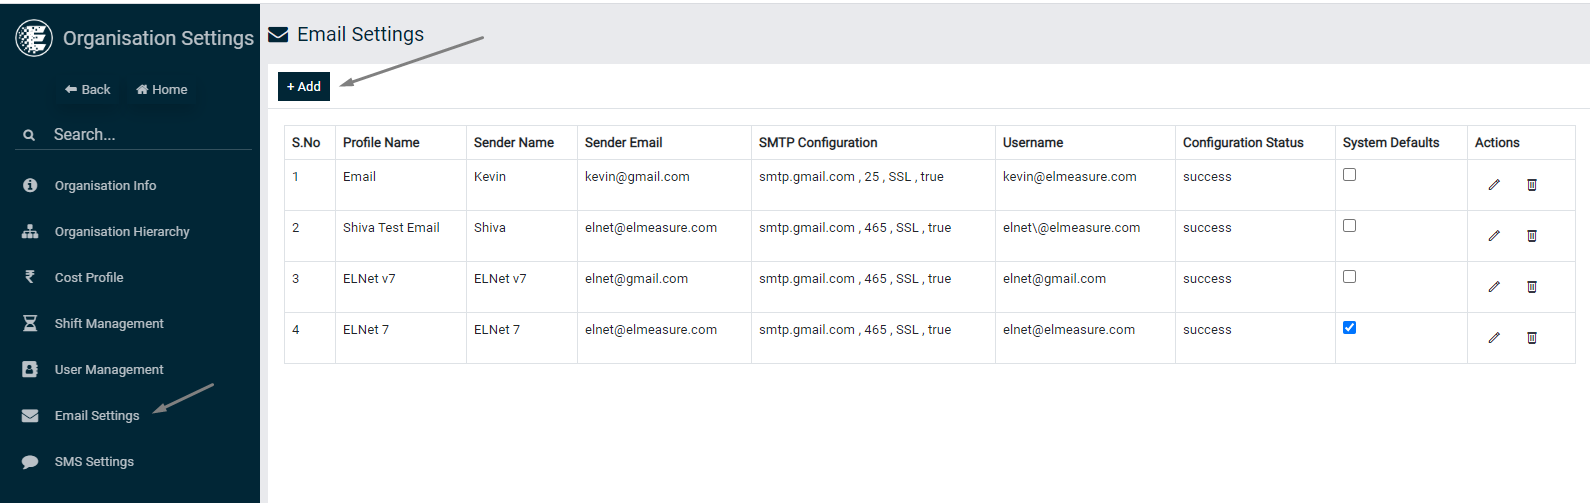 Organisation Settings
Back Home
Search...
Organisation Info
Organisation Hierarchy
Cost Profile
Shift Management
User Management
Email Settings
SMS Settings
Email Settings
+ Add
S.No Profile Name Sender Name Sender Email SMTP Configuration Username Configuration Status System Defaults Actions
1 Email Kevin kevin@gmail.com smtp.gmail.com , 25 , SSL , true kevin@elmeasure.com success
2 Shiva Test Email Shiva elnet@elmeasure.com smtp.gmail.com , 465 , SSL , true elnet\@elmeasure.com success
3 ELNet v7 ELNet v7 elnet@gmail.com smtp.gmail.com , 465 , SSL , true elnet@gmail.com success
4 ELNet 7 ELNet 7 elnet@elmeasure.com smtp.gmail.com , 465 , SSL , true elnet@elmeasure.com success